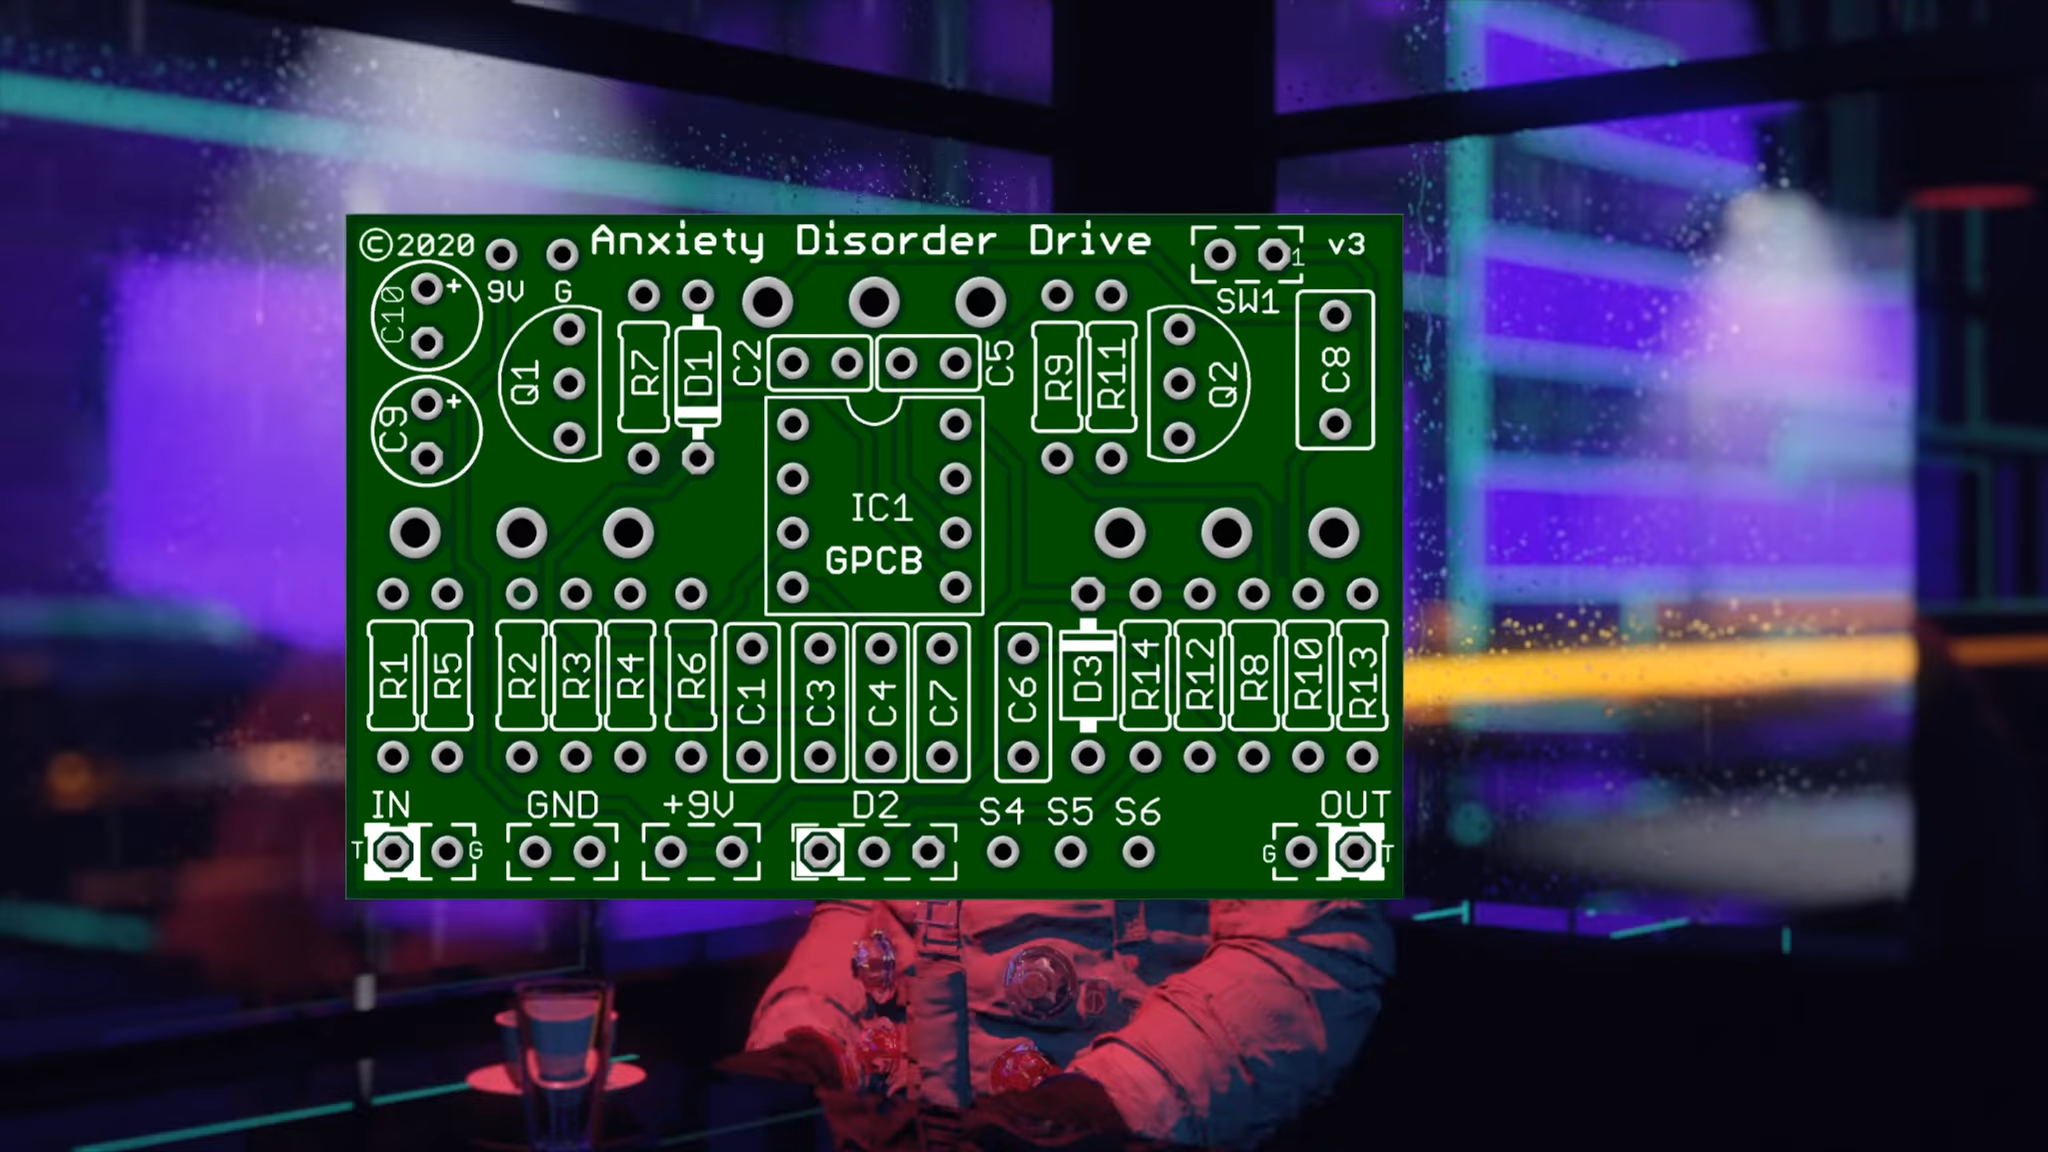 ©2020
Anxiety Disorder Drive
v3
9V
G
1
SW1
C10
+
Q1
R7
D1
C2
C5
R9
R11
Q2
C8
C9
+
IC1
GPCB
R1
R5
R2
R3
R4
R6
C1
C3
C4
C7
C6
D3
R14
R12
R8
R10
R13
IN
GND
+9V
D2
S4
S5
S6
OUT
T
G
G
T